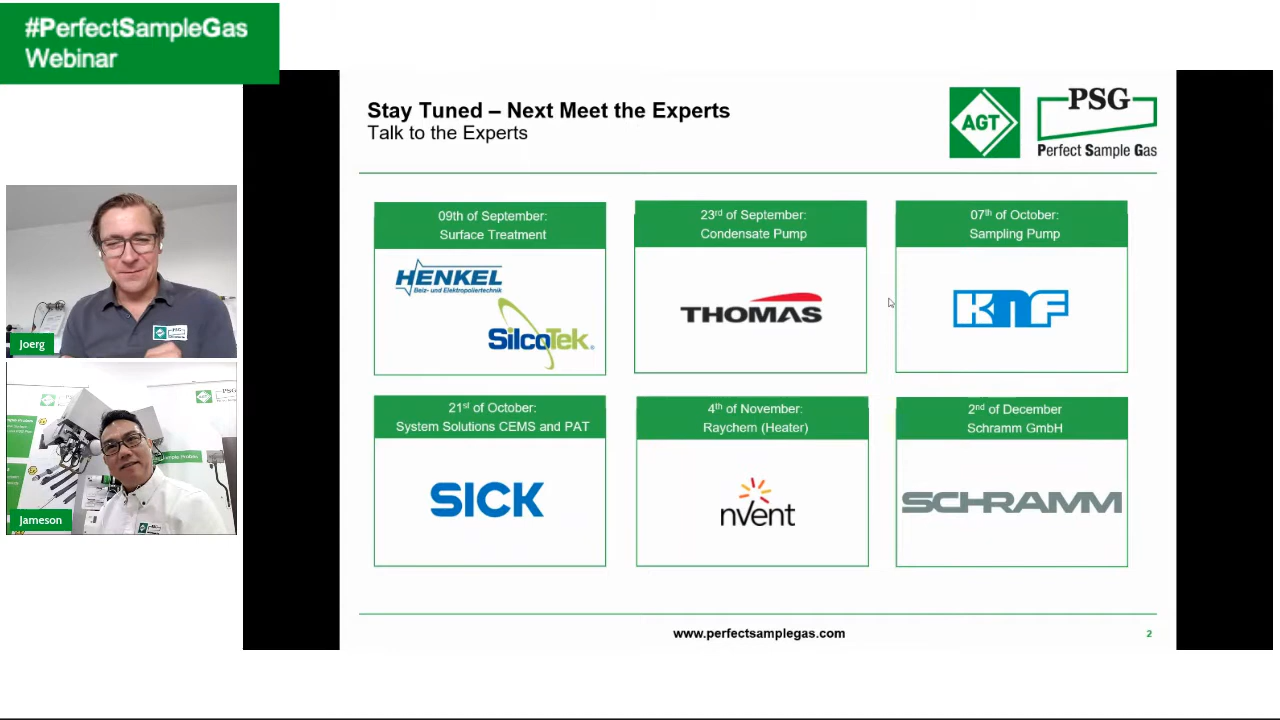 #PerfectSampleGas
Webinar
Stay Tuned – Next Meet the Experts
Talk to the Experts
AGT
PSG
Perfect Sample Gas
09th of September:
Surface Treatment
HENKEL
Beiz- und Elektropoliertechnik
SilcoTek
23rd of September:
Condensate Pump
THOMAS
07th of October:
Sampling Pump
KNF
21st of October:
System Solutions CEMS and PAT
SICK
4th of November:
Raychem (Heater)
nVent
2nd of December
Schramm GmbH
SCHRAMM
Joerg
Jameson
www.perfectsamplegas.com
2